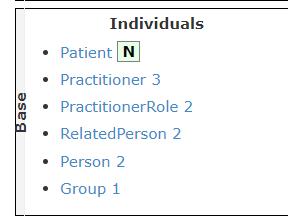 Individuals
Patient N
Practitioner 3
PractitionerRole 2
RelatedPerson 2
Person 2
Group 1
Base